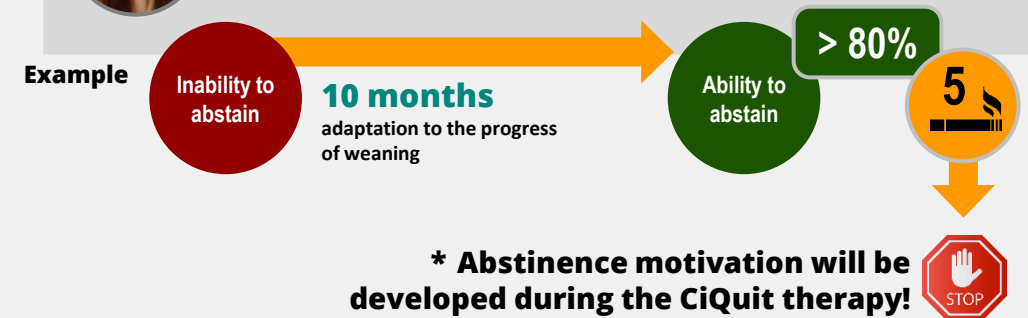 Example
Inability to
abstain
10 months
adaptation to the progress
of weaning
Ability to
abstain
> 80%
5
* Abstinence motivation will be
developed during the CiQuit therapy!
STOP